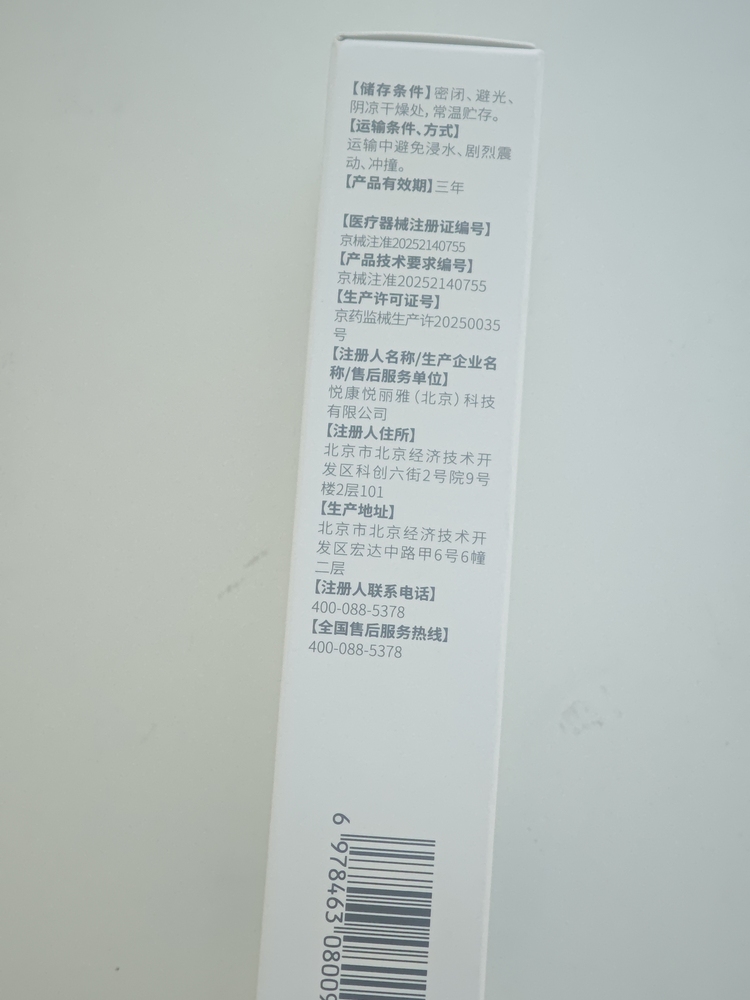 【储存条件】密闭、避光、
阴凉干燥处,常温贮存。
【运输条件、方式】
运输中避免浸水、剧烈震
动、冲撞。
【产品有效期】三年
【医疗器械注册证编号】
京械注准20252140755
【产品技术要求编号】
京械注准20252140755
【生产许可证号】
京药监械生产许20250035
号
【注册人名称/生产企业名
称/售后服务单位】
悦康悦丽雅(北京)科技
有限公司
【注册人住所】
北京市北京经济技术开
发区科创六街2号院9号
楼2层101
【生产地址】
北京市北京经济技术开
发区宏达中路甲6号6幢
二层
【注册人联系电话】
400-088-5378
【全国售后服务热线】
400-088-5378
6 978463 08009